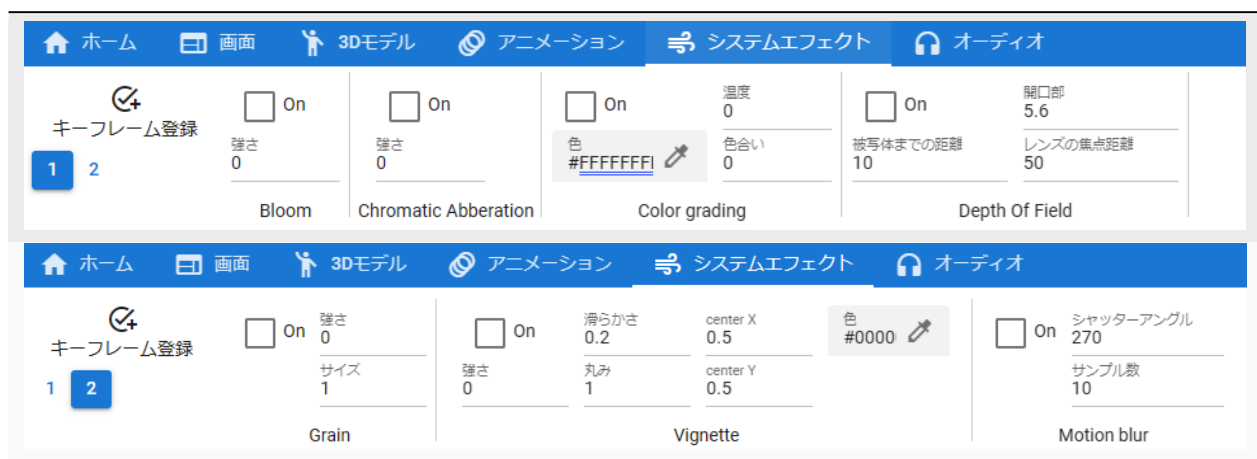 ホーム 画面 3Dモデル アニメーション システムエフェクト オーディオ
キーフレーム登録
1 2
On
強さ
0
Bloom
On
強さ
0
Chromatic Abberation
On
色
#FFFFFFF
温度
0
色合い
0
Color grading
On
被写体までの距離
10
開口部
5.6
レンズの焦点距離
50
Depth Of Field
ホーム 画面 3Dモデル アニメーション システムエフェクト オーディオ
キーフレーム登録
1 2
On
強さ
0
サイズ
1
Grain
On
強さ
0
滑らかさ
0.2
丸み
1
center X
0.5
center Y
0.5
色
#0000
Vignette
On
シャッターアングル
270
サンプル数
10
Motion blur